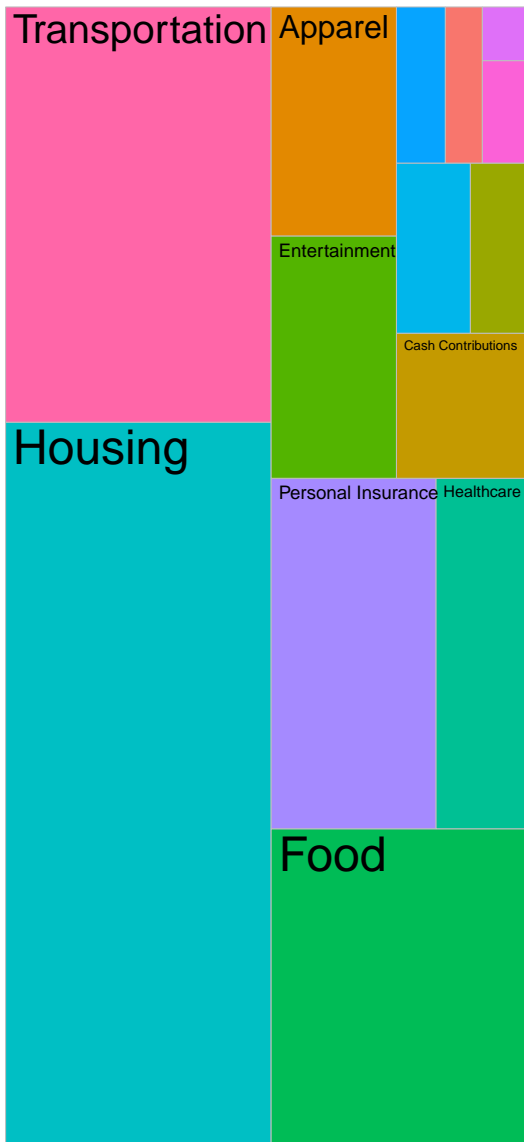 Transportation
Apparel
Entertainment
Cash Contributions
Housing
Personal Insurance
Healthcare
Food